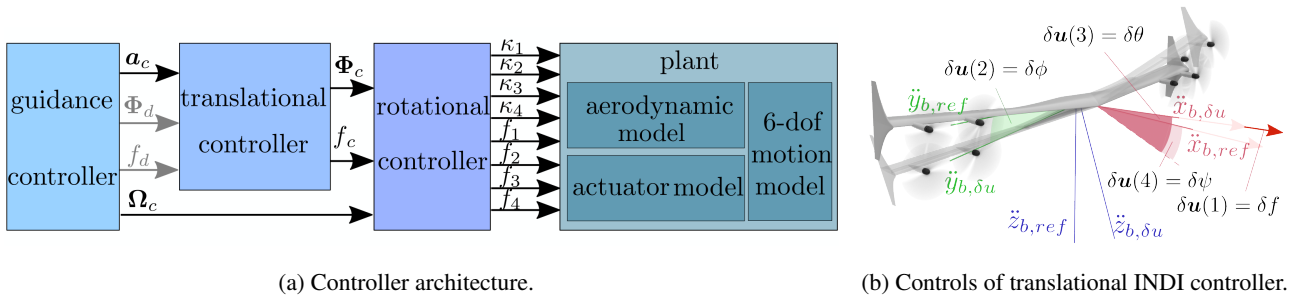 guidance
controller
𝒂_c
𝚽_d
f_d
𝛀_c
translational
controller
𝚽_c
f_c
rotational
controller
κ_1
κ_2
κ_3
κ_4
f_1
f_2
f_3
f_4
plant
aerodynamic
model
actuator model
6-dof
motion
model
(a) Controller architecture.
δ𝒖(3) = δθ
δ𝒖(2) = δϕ
ÿ_{b,ref}
ẍ_{b,δu}
ẍ_{b,ref}
ÿ_{b,δu}
δ𝒖(4) = δψ
δ𝒖(1) = δf
z̈_{b,ref}
z̈_{b,δu}
(b) Controls of translational INDI controller.